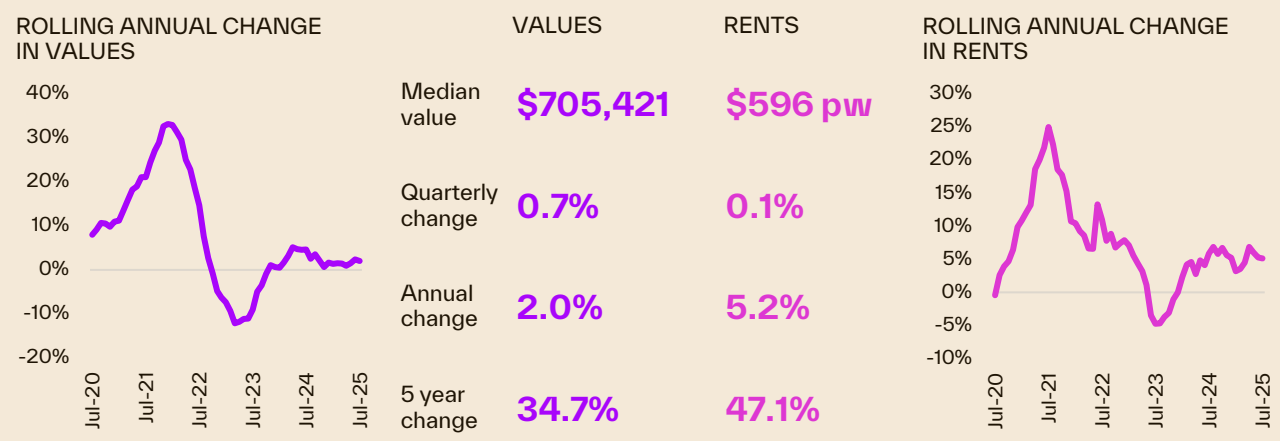 ROLLING ANNUAL CHANGE
IN VALUES
40%
30%
20%
10%
0%
-10%
-20%
Jul-20
Jul-21
Jul-22
Jul-23
Jul-24
Jul-25
VALUES
RENTS
Median
value
$705,421
$596 pw
Quarterly
change
0.7%
0.1%
Annual
change
2.0%
5.2%
5 year
change
34.7%
47.1%
ROLLING ANNUAL CHANGE
IN RENTS
30%
25%
20%
15%
10%
5%
0%
-5%
-10%
Jul-20
Jul-21
Jul-22
Jul-23
Jul-24
Jul-25